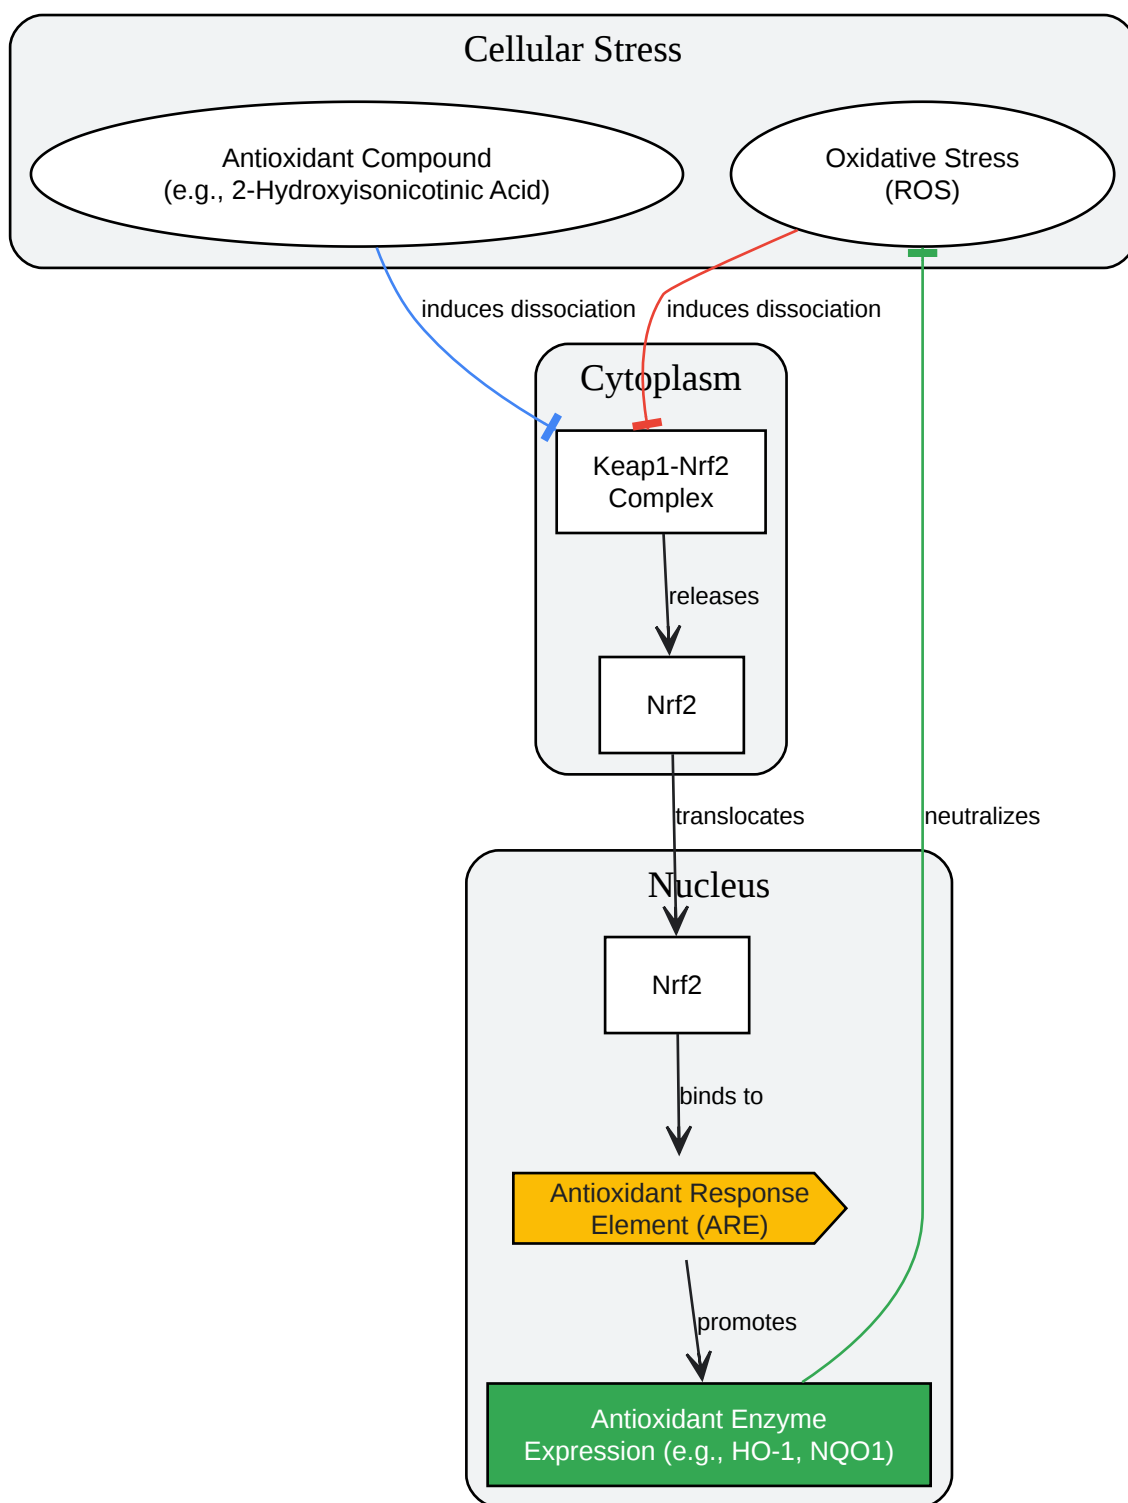 Cellular Stress
Antioxidant Compound
(e.g., 2-Hydroxyisonicotinic Acid)
Oxidative Stress
(ROS)
induces dissociation
induces dissociation
Cytoplasm
Keap1-Nrf2
Complex
releases
Nrf2
translocates
neutralizes
Nucleus
Nrf2
binds to
Antioxidant Response
Element (ARE)
promotes
Antioxidant Enzyme
Expression (e.g., HO-1, NQO1)